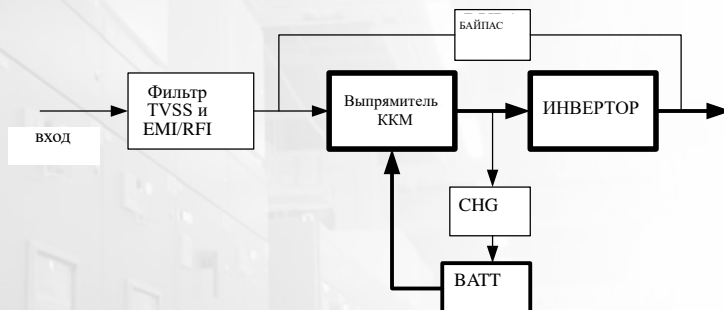 БАЙПАС
Фильтр
TVSS и
EMI/RFI
Выпрямитель
ККМ
ИНВЕРТОР
вход
CHG
BATT